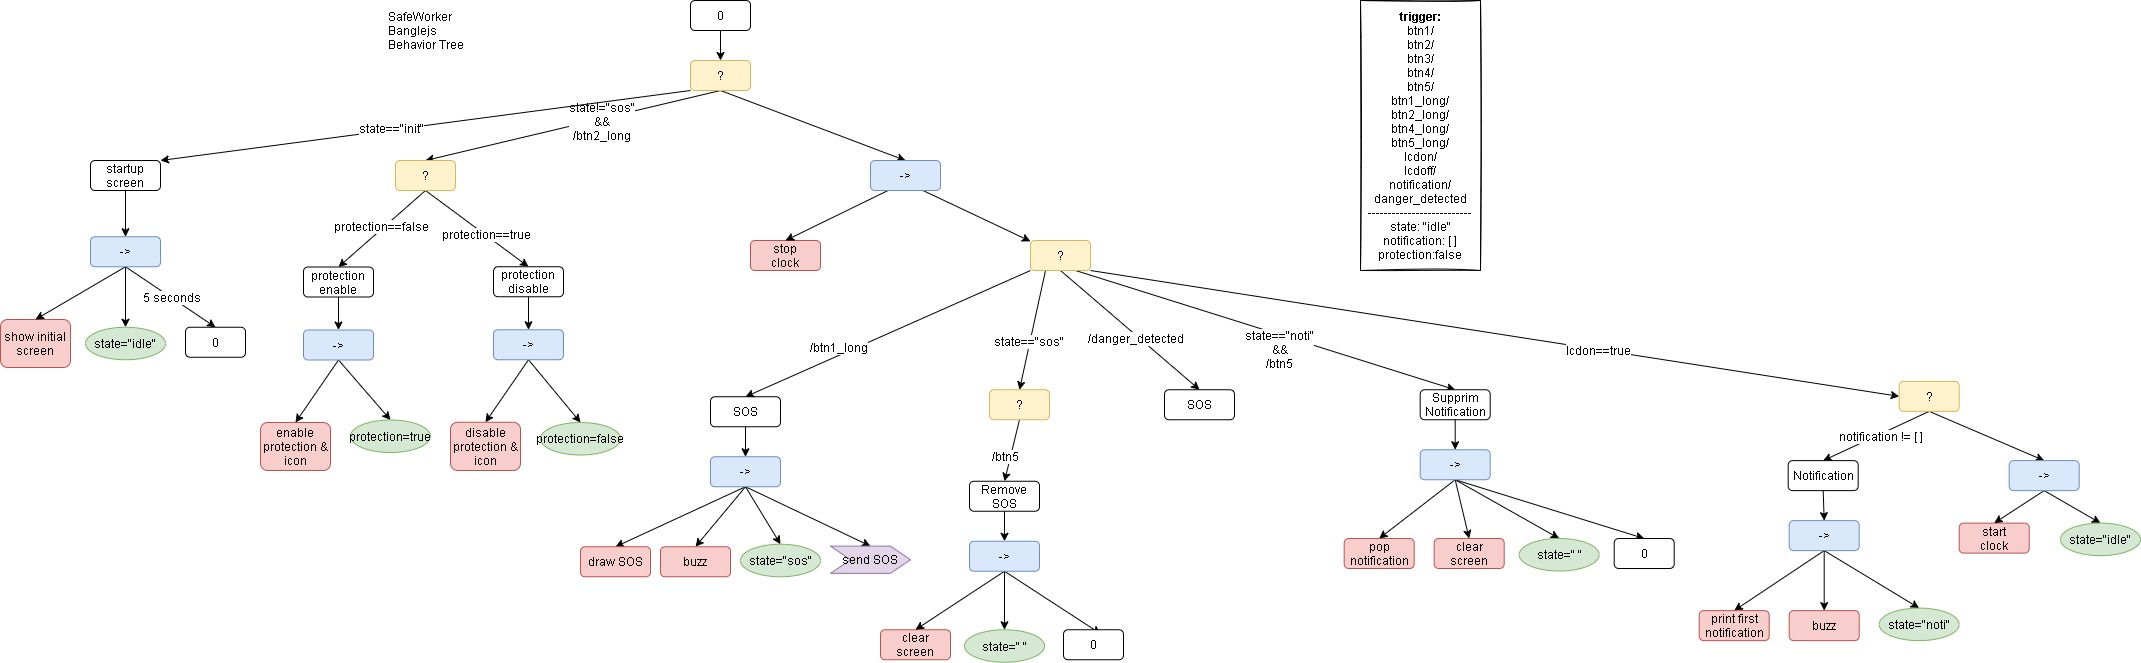 SafeWorker
Banglejs
Behavior Tree
0
?
trigger:
btn1/
btn2/
btn3/
btn4/
btn5/
btn1_long/
btn2_long/
btn4_long/
btn5_long/
lcdon/
lcdoff/
notification/
danger_detected
--------------------------
state: "idle"
notification: [ ]
protection:false
state=="init"
state!="sos"
&&
/btn2_long
startup
screen
?
->
protection==false
protection==true
->
5 seconds
show initial
screen
state="idle"
0
protection
enable
protection
disable
->
->
enable
protection &
icon
protection=true
disable
protection &
icon
protection=false
stop
clock
?
/btn1_long
state=="sos"
/danger_detected
state=="noti"
&&
/btn5
lcdon==true
SOS
->
draw SOS
buzz
state="sos"
send SOS
?
/btn5
Remove
SOS
->
clear
screen
state=" "
0
SOS
Supprim
Notification
->
pop
notification
clear
screen
state=" "
0
?
notification != [ ]
Notification
->
print first
notification
buzz
state="noti"
->
start
clock
state="idle"